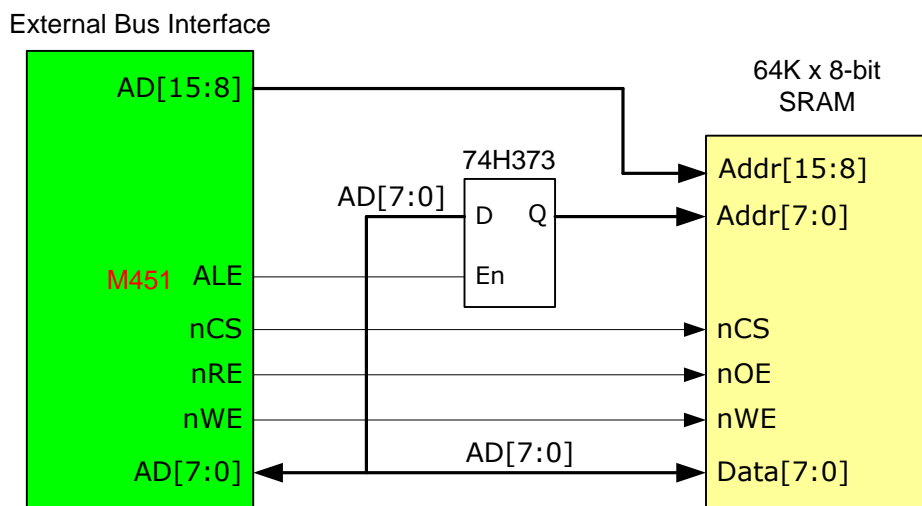 External Bus Interface
AD[15:8]
64K x 8-bit
SRAM
74H373
Addr[15:8]
AD[7:0]
D Q
Addr[7:0]
M451 ALE
En
nCS
nCS
nRE
nOE
nWE
nWE
AD[7:0]
AD[7:0]
Data[7:0]